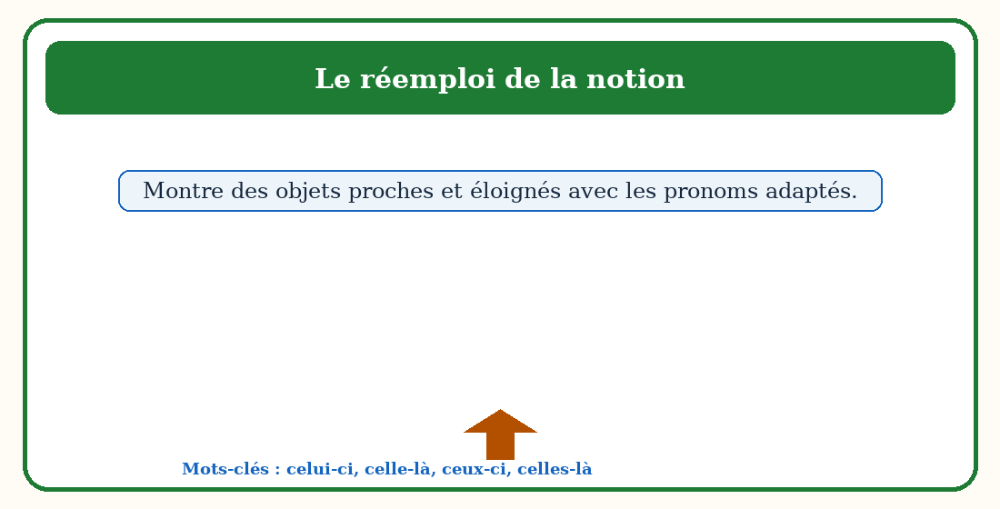 Le réemploi de la notion
Montre des objets proches et éloignés avec les pronoms adaptés.
Mots-clés : celui-ci, celle-là, ceux-ci, celles-là